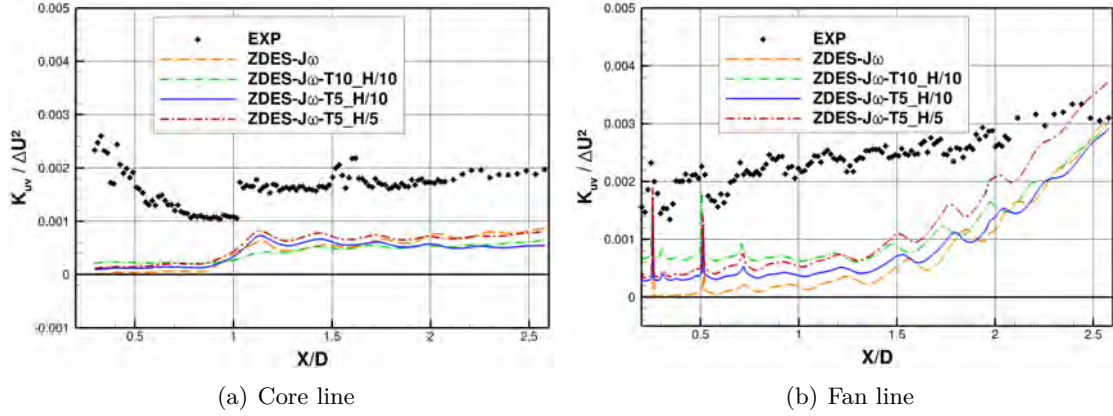 0.005
0.004
0.003
0.002
0.001
0
-0.001
K_uv / ΔU²
EXP
ZDES-Jω
ZDES-Jω-T10_H/10
ZDES-Jω-T5_H/10
ZDES-Jω-T5_H/5
0.5
1
1.5
2
2.5
X/D
(a) Core line
0.005
0.004
0.003
0.002
0.001
0
K_uv / ΔU²
EXP
ZDES-Jω
ZDES-Jω-T10_H/10
ZDES-Jω-T5_H/10
ZDES-Jω-T5_H/5
0.5
1
1.5
2
2.5
X/D
(b) Fan line